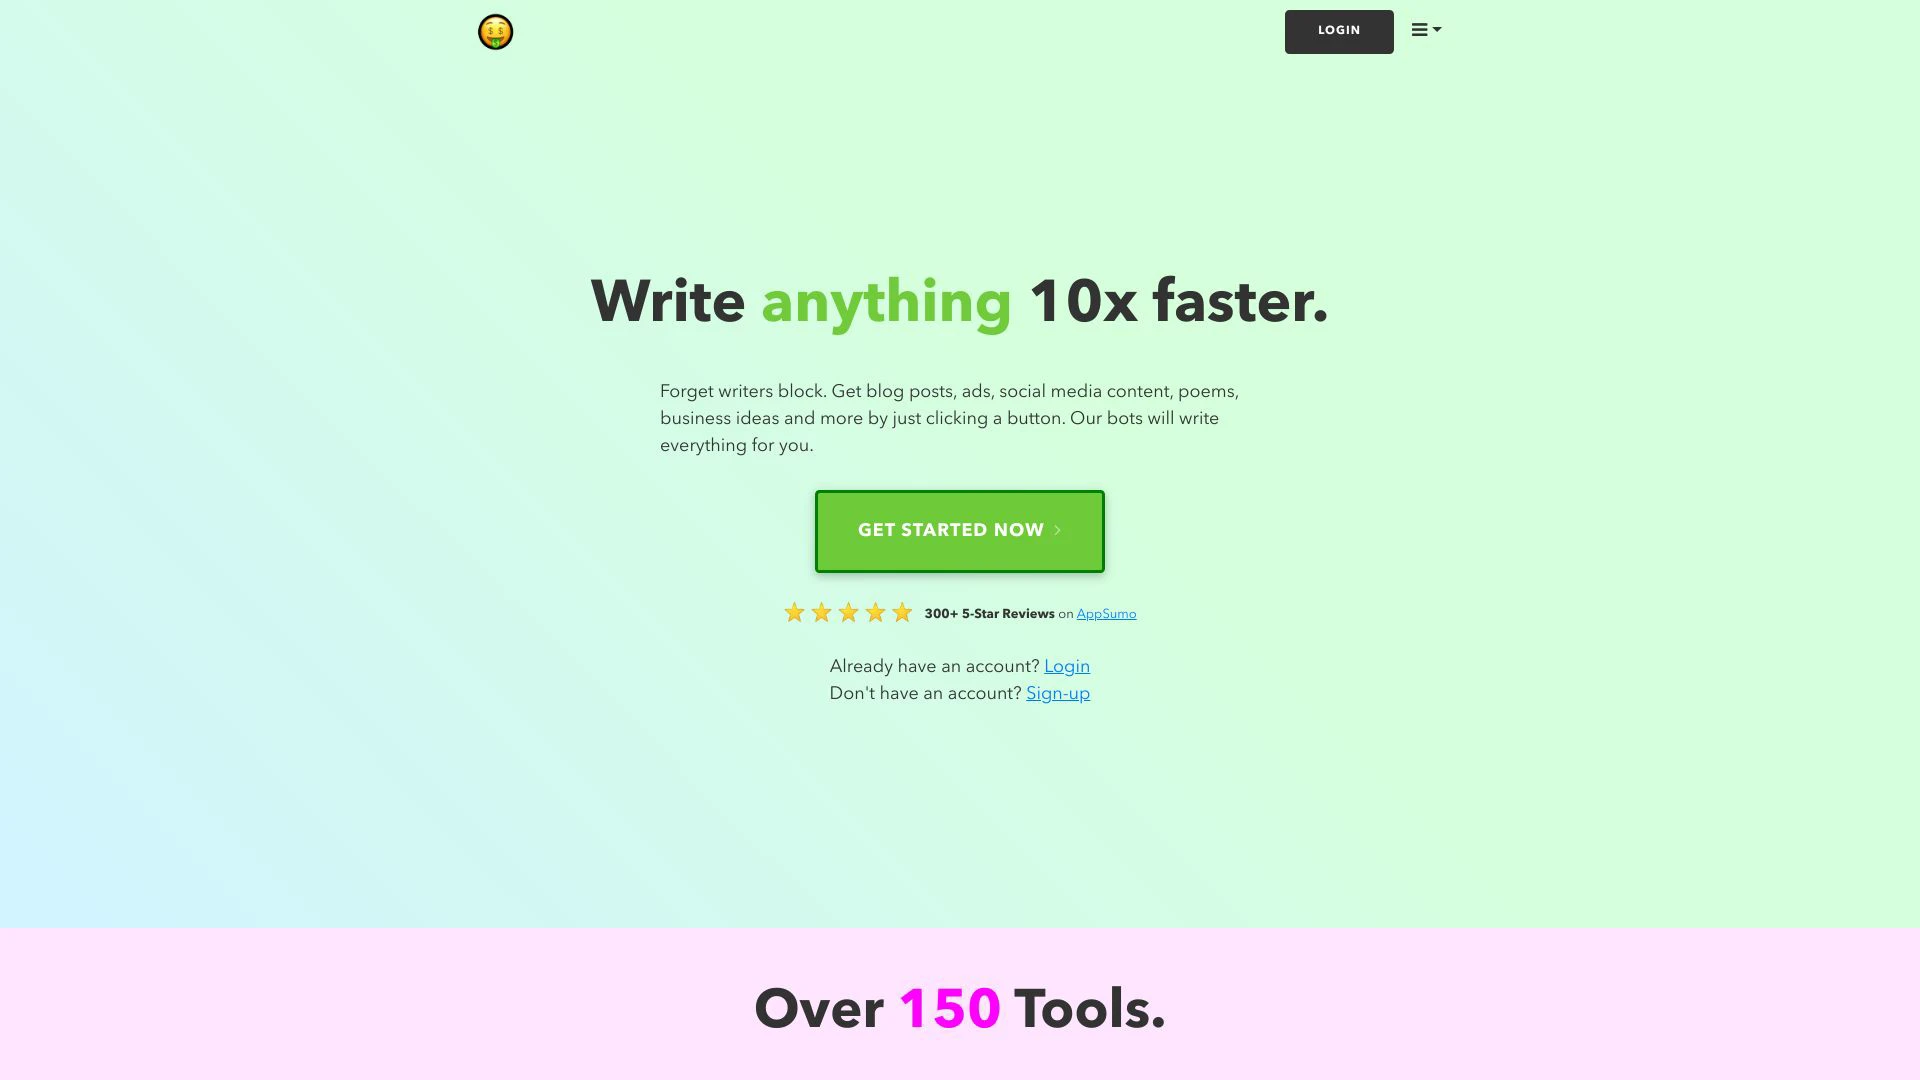 LOGIN
Write anything 10x faster.
Forget writers block. Get blog posts, ads, social media content, poems,
business ideas and more by just clicking a button. Our bots will write
everything for you.
GET STARTED NOW
300+ 5-Star Reviews on AppSumo
Already have an account? Login
Don't have an account? Sign-up
Over 150 Tools.